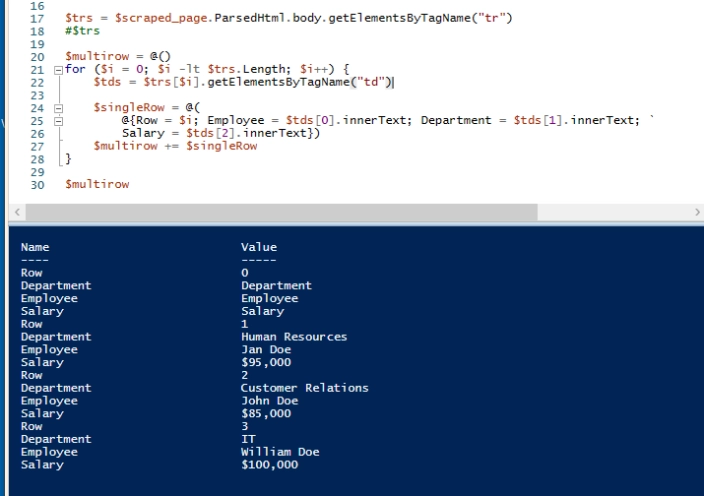 16
17 $trs = $scraped_page.ParsedHtml.body.getElementsByTagName("tr")
18 #$trs
19
20 $multirow = @()
21 for ($i = 0; $i -lt $trs.Length; $i++) {
22 $tds = $trs[$i].getElementsByTagName("td")
23
24 $singleRow = @(
25 @{Row = $i; Employee = $tds[0].innerText; Department = $tds[1].innerText; `
26 Salary = $tds[2].innerText})
27 $multirow += $singleRow
28 }
29
30 $multirow
Name Value
---- -----
Row 0
Department Department
Employee Employee
Salary Salary
Row 1
Department Human Resources
Employee Jan Doe
Salary $95,000
Row 2
Department Customer Relations
Employee John Doe
Salary $85,000
Row 3
Department IT
Employee William Doe
Salary $100,000